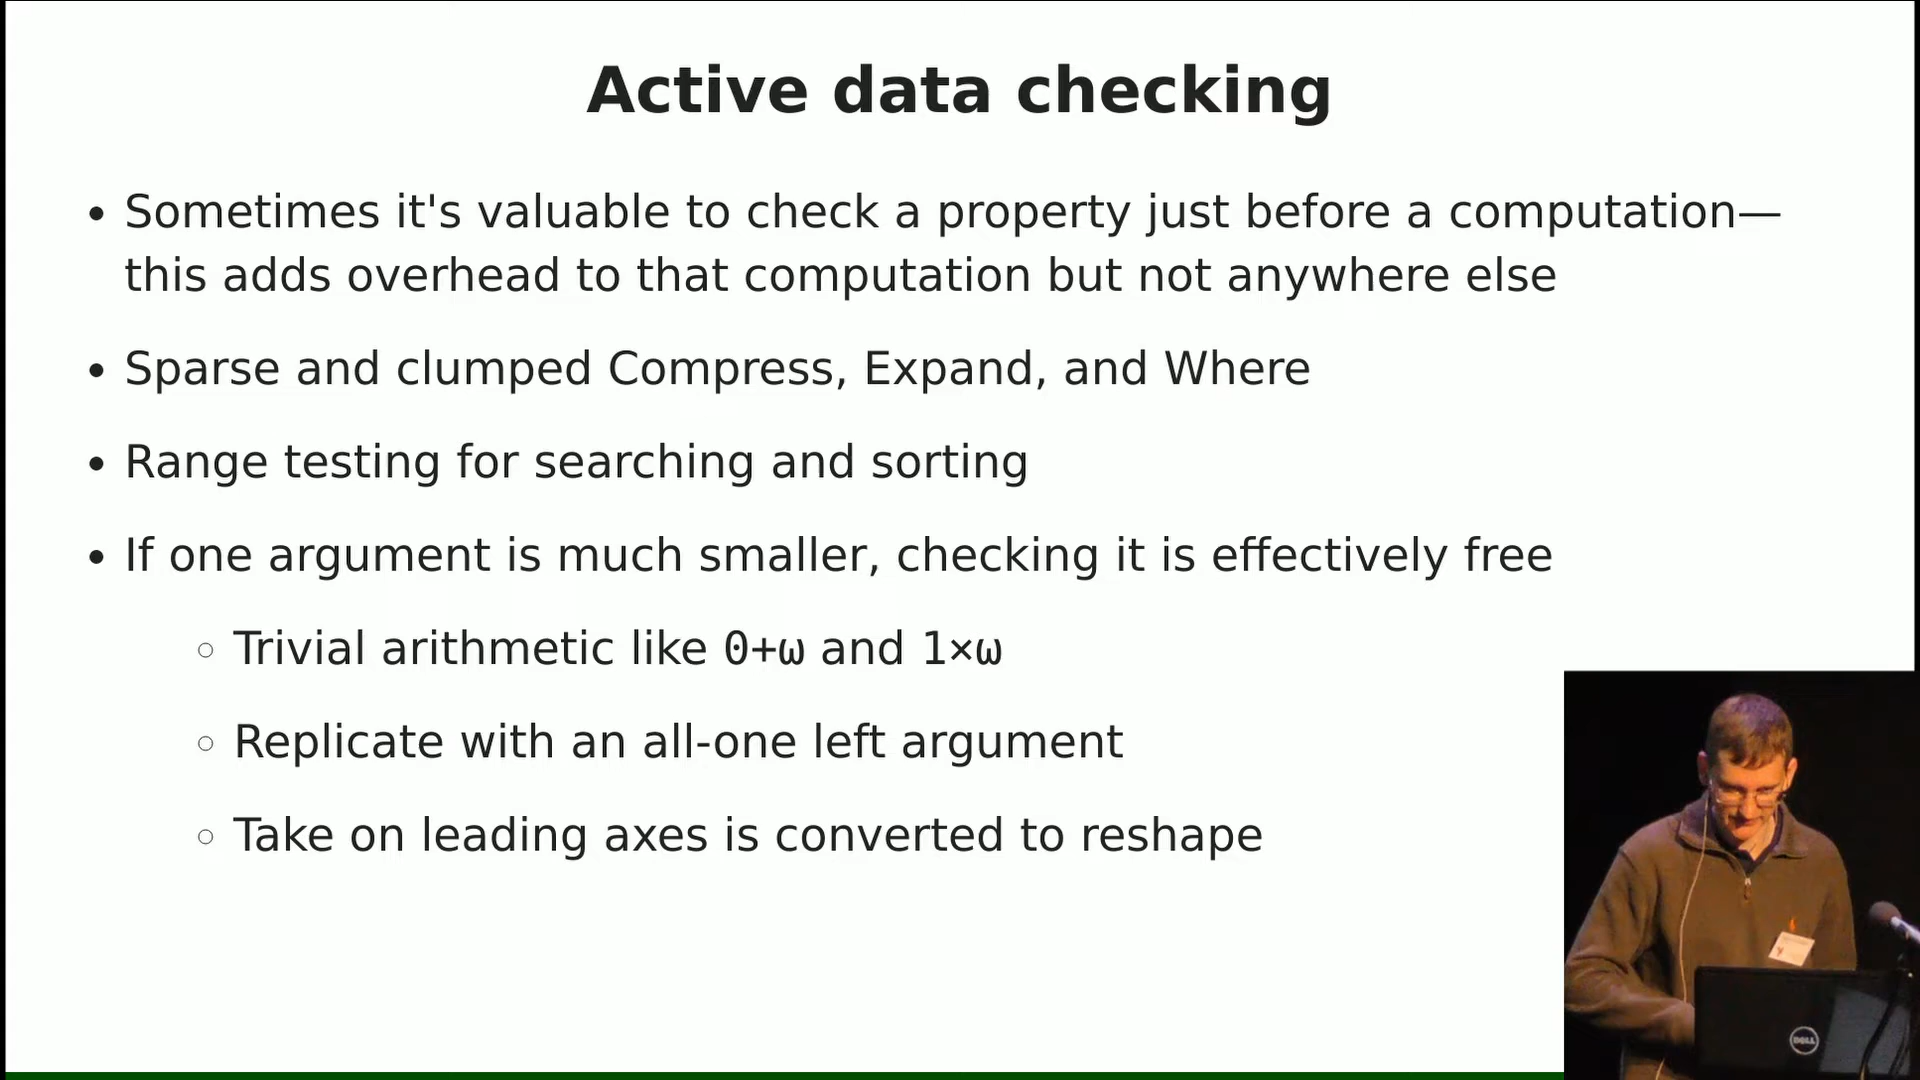 Active data checking
• Sometimes it's valuable to check a property just before a computation—
this adds overhead to that computation but not anywhere else
• Sparse and clumped Compress, Expand, and Where
• Range testing for searching and sorting
• If one argument is much smaller, checking it is effectively free
◦ Trivial arithmetic like 0+ω and 1×ω
◦ Replicate with an all-one left argument
◦ Take on leading axes is converted to reshape
DELL